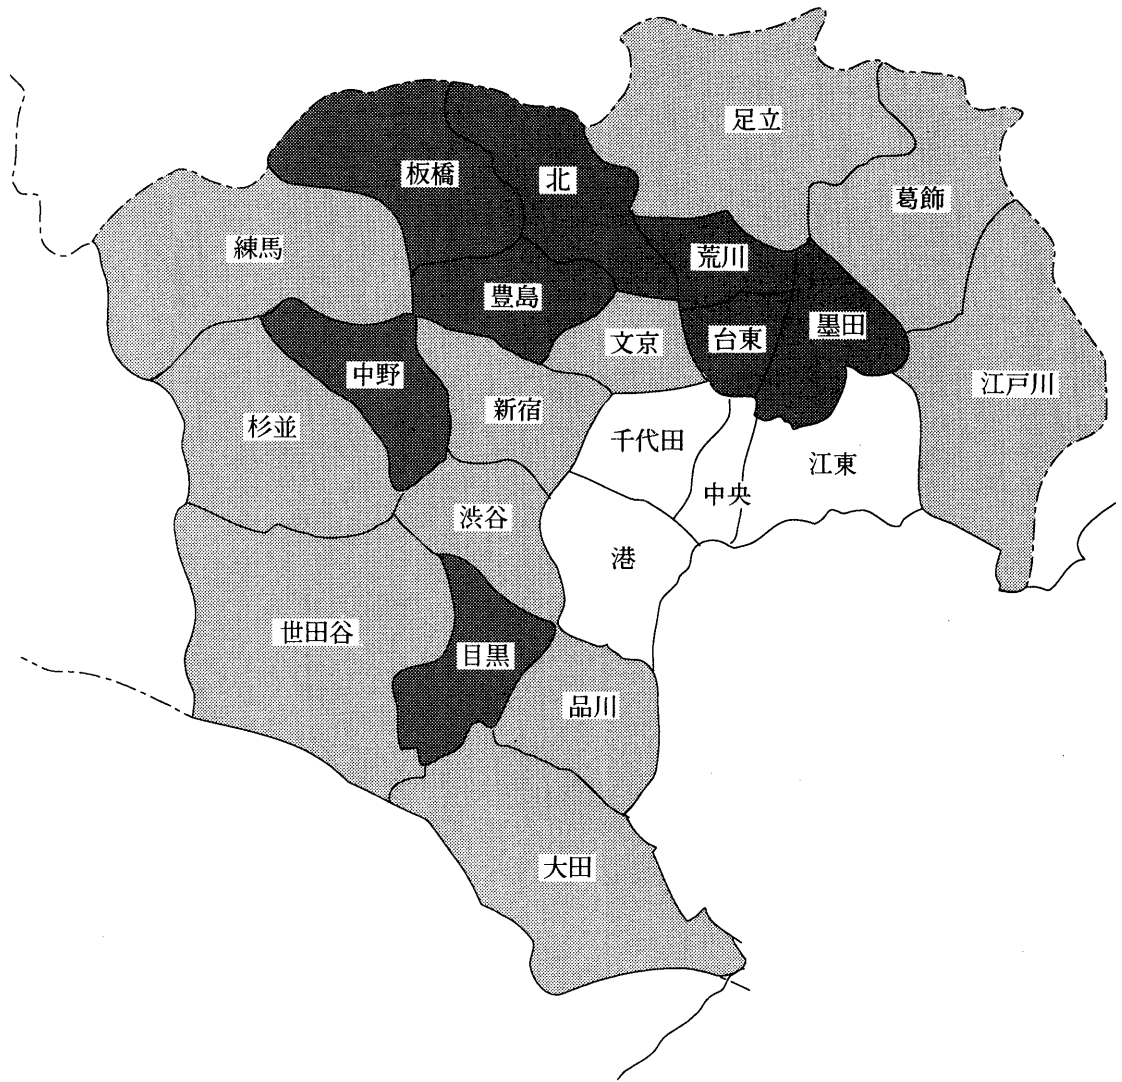 足立
板橋
北
葛飾
練馬
荒川
豊島
墨田
台東
文京
中野
江戸川
新宿
杉並
千代田
江東
中央
渋谷
港
世田谷
目黒
品川
大田